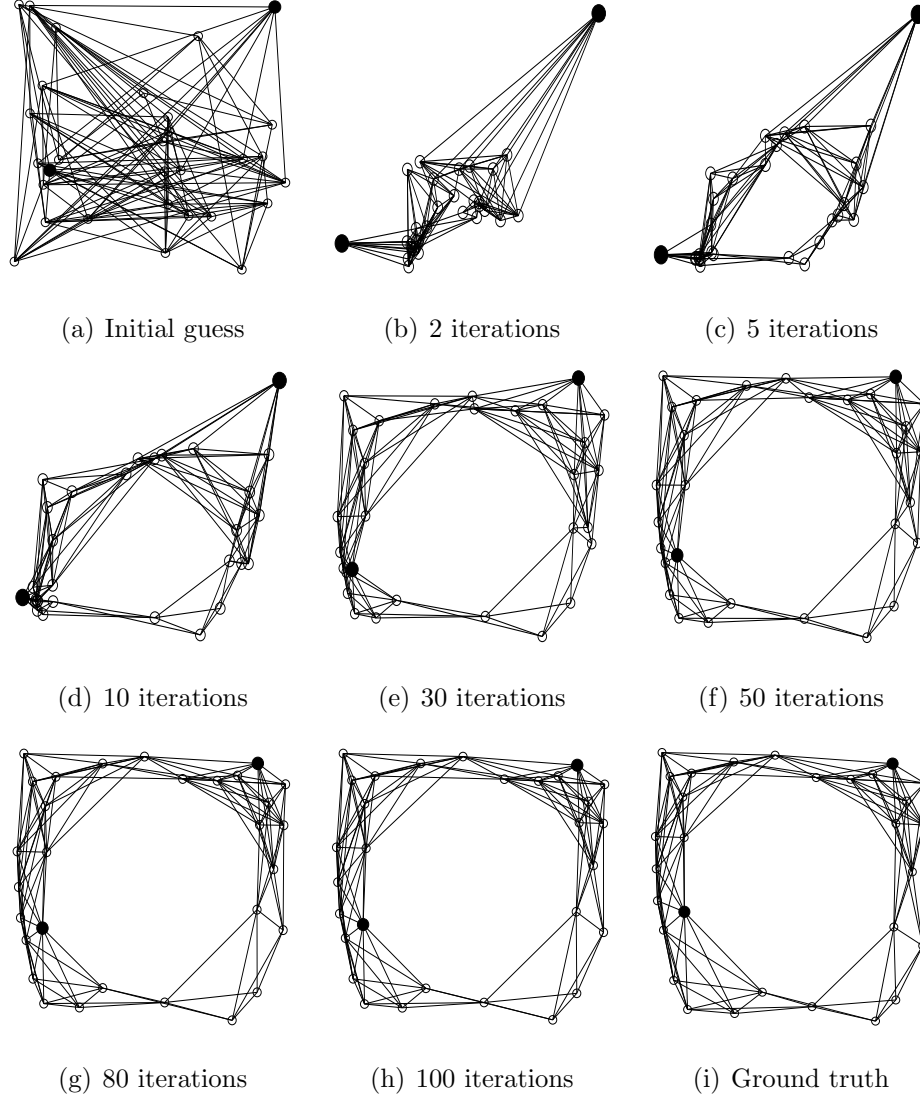 (a) Initial guess
(b) 2 iterations
(c) 5 iterations
(d) 10 iterations
(e) 30 iterations
(f) 50 iterations
(g) 80 iterations
(h) 100 iterations
(i) Ground truth